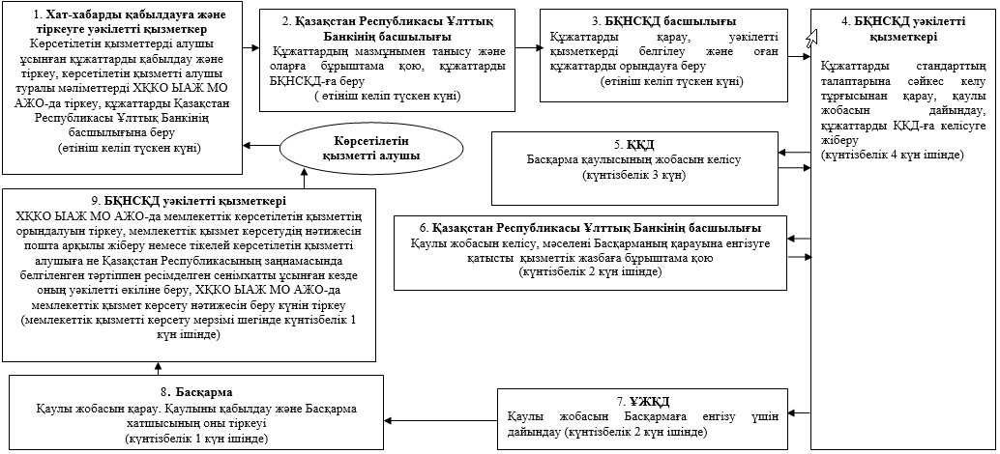 1. Хат-хабарды қабылдауға және
тіркеуге уәкілетті қызметкер
Көрсетілетін қызметтерді алушы
ұсынған құжаттарды қабылдау және
тіркеу, көрсетілетін қызметті алушы
туралы мәліметтерді ХҚКО ЫАЖ МО
АЖО-да тіркеу, құжаттарды Қазақстан
Республикасы Ұлттық Банкінің
басшылығына беру
(өтініш келіп түскен күні)
2. Қазақстан Республикасы Ұлттық
Банкінің басшылығы
Құжаттардың мазмұнымен танысу және
оларға бұрыштама қою, құжаттарды
БҚНСҚД-ға беру
( өтініш келіп түскен күні)
3. БҚНСҚД басшылығы
Құжаттарды қарау, уәкілетті
қызметкерді белгілеу және оған
құжаттарды орындауға беру
(өтініш келіп түскен күні)
4. БҚНСҚД уәкілетті
қызметкері
Құжаттарды стандарттың
талаптарына сәйкес келу
тұрғысынан қарау, қаулы
жобасын дайындау,
құжаттарды ҚҚД-ға келісуге
жіберу
(күнтізбелік 4 күн ішінде)
Көрсетілетін
қызметті алушы
5. ҚҚД
Басқарма қаулысының жобасын келісу
(күнтізбелік 3 күн)
6. Қазақстан Республикасы Ұлттық Банкінің басшылығы
Қаулы жобасын келісу, мәселені Басқарманың қарауына енгізуге
қатысты қызметтік жазбаға бұрыштама қою
(күнтізбелік 2 күн ішінде)
9. БҚНСҚД уәкілетті қызметкері
ХҚКО ЫАЖ МО АЖО-да мемлекеттік көрсетілетін қызметтің
орындалуын тіркеу, мемлекеттік қызмет көрсетудің нәтижесін
пошта арқылы жіберу немесе тікелей көрсетілетін қызметті
алушыға не Қазақстан Республикасының заңнамасында
белгіленген тәртіппен ресімделген сенімхатты ұсынған кезде
оның уәкілетті өкіліне беру, ХҚКО ЫАЖ МО АЖО-да
мемлекеттік қызмет көрсету нәтижесін беру күнін тіркеу
(мемлекеттік қызметті көрсету мерзімі шегінде күнтізбелік 1
күн ішінде)
8. Басқарма
Қаулы жобасын қарау. Қаулыны қабылдау және Басқарма
хатшысының оны тіркеуі
(күнтізбелік 1 күн ішінде)
7. ҰЖҚД
Қаулы жобасын Басқармаға енгізу үшін
дайындау (күнтізбелік 2 күн ішінде)